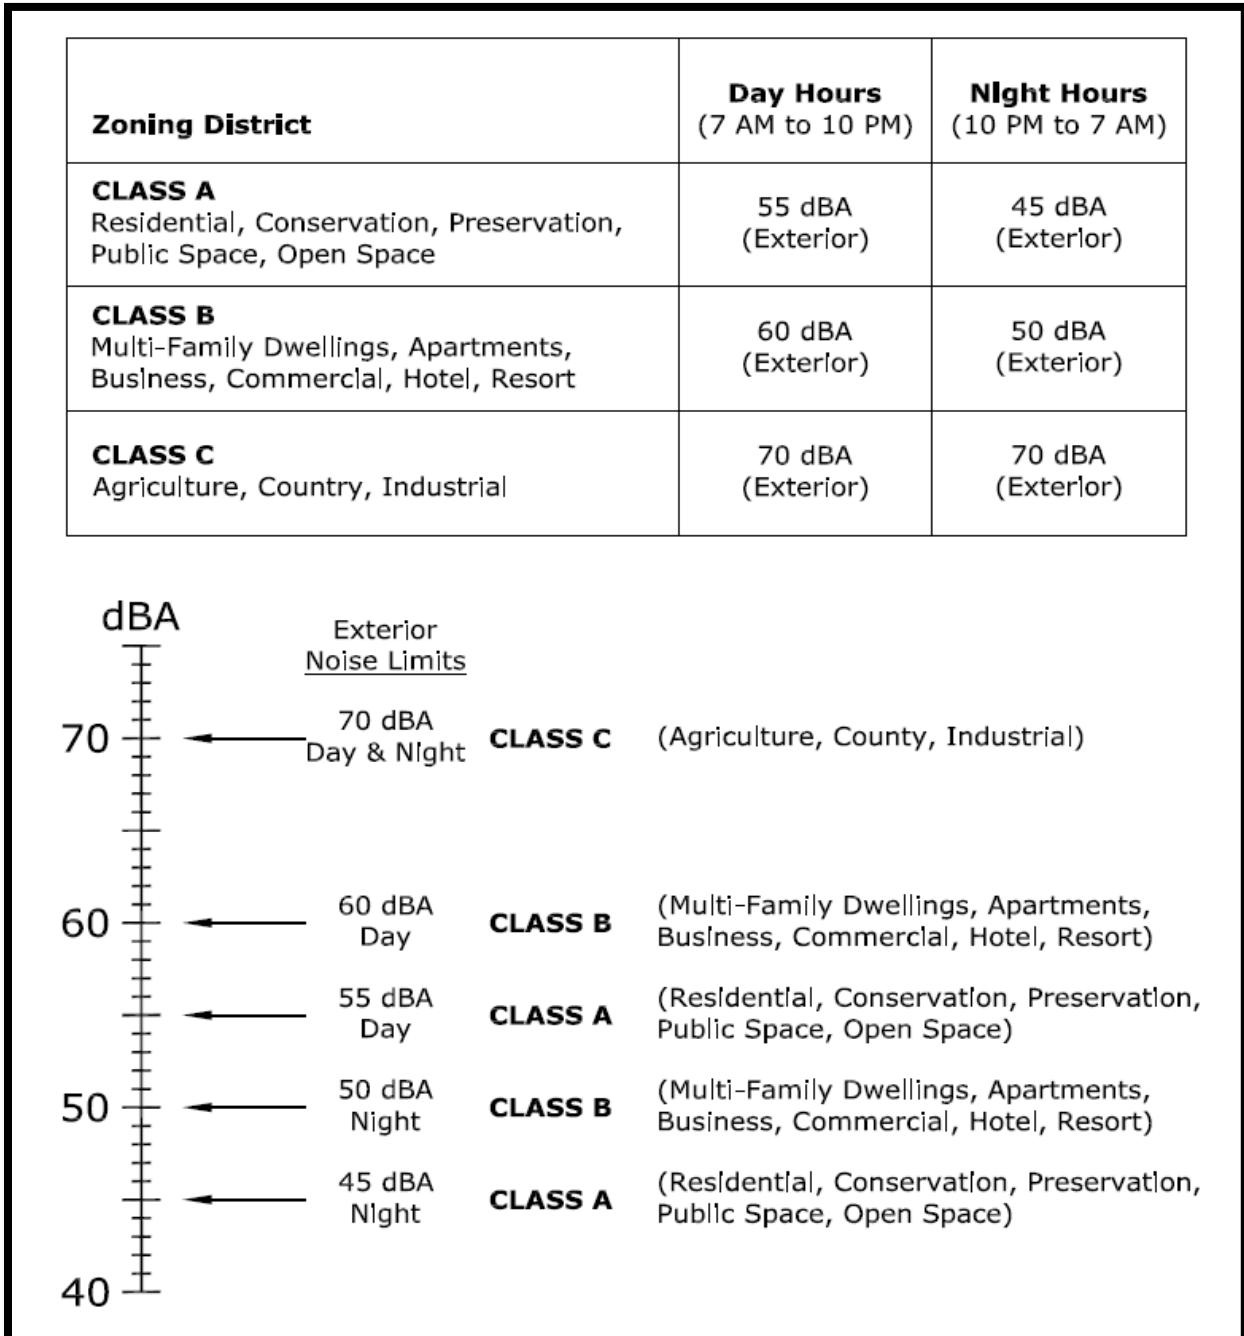 Zoning District
Day Hours
(7 AM to 10 PM)
Night Hours
(10 PM to 7 AM)
CLASS A
Residential, Conservation, Preservation,
Public Space, Open Space
55 dBA
(Exterior)
45 dBA
(Exterior)
CLASS B
Multi-Family Dwellings, Apartments,
Business, Commercial, Hotel, Resort
60 dBA
(Exterior)
50 dBA
(Exterior)
CLASS C
Agriculture, Country, Industrial
70 dBA
(Exterior)
70 dBA
(Exterior)
dBA
Exterior
Noise Limits
70
70 dBA
Day & Night
CLASS C
(Agriculture, County, Industrial)
60
60 dBA
Day
CLASS B
(Multi-Family Dwellings, Apartments,
Business, Commercial, Hotel, Resort)
55 dBA
Day
CLASS A
(Residential, Conservation, Preservation,
Public Space, Open Space)
50
50 dBA
Night
CLASS B
(Multi-Family Dwellings, Apartments,
Business, Commercial, Hotel, Resort)
45 dBA
Night
CLASS A
(Residential, Conservation, Preservation,
Public Space, Open Space)
40